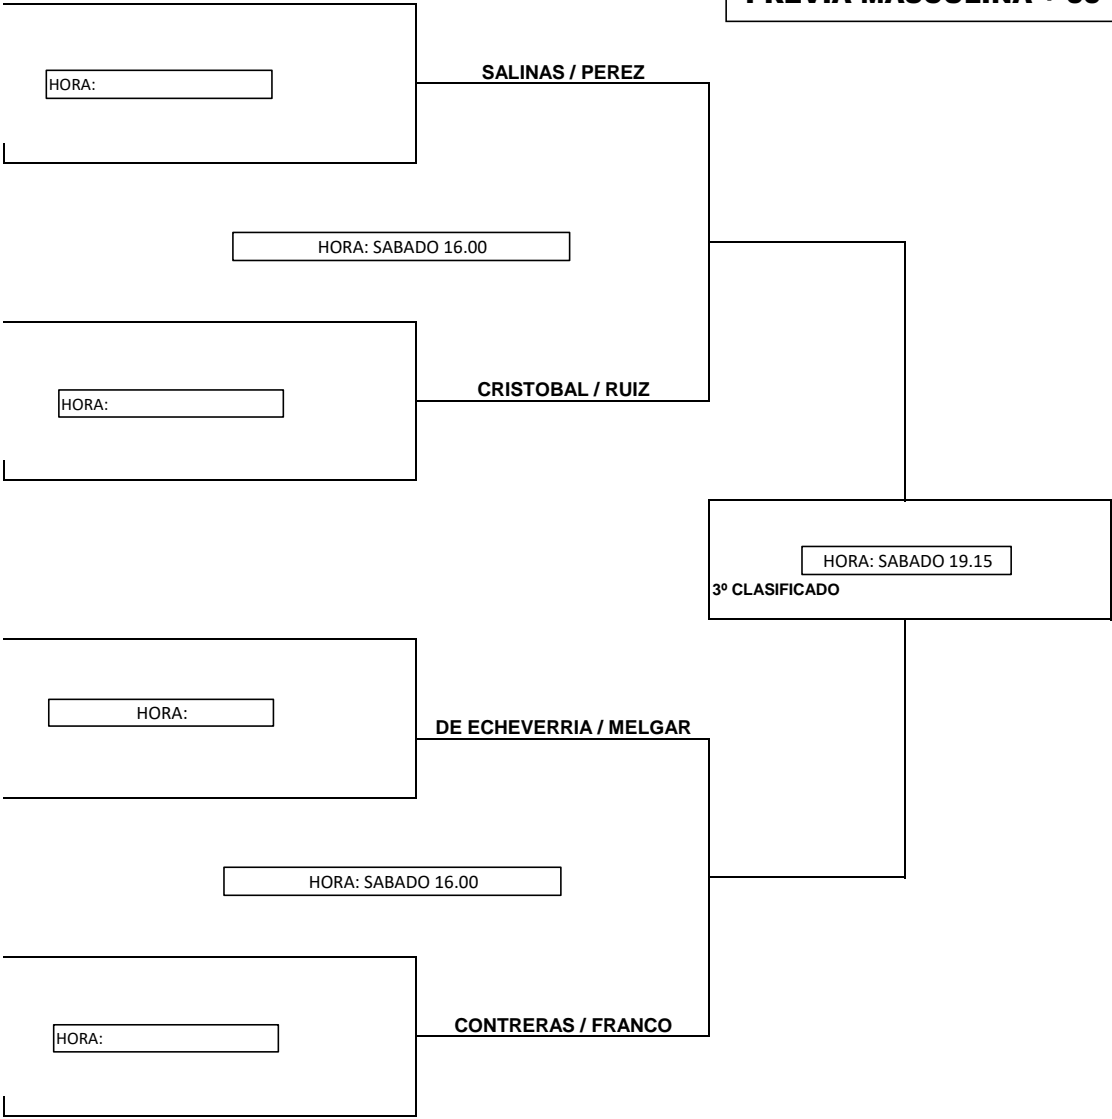 PREVIA MASCULINA
SALINAS / PEREZ
HORA:
HORA: SABADO 16.00
CRISTOBAL / RUIZ
HORA:
HORA: SABADO 19.15
3º CLASIFICADO
HORA:
DE ECHEVERRIA / MELGAR
HORA: SABADO 16.00
CONTRERAS / FRANCO
HORA: